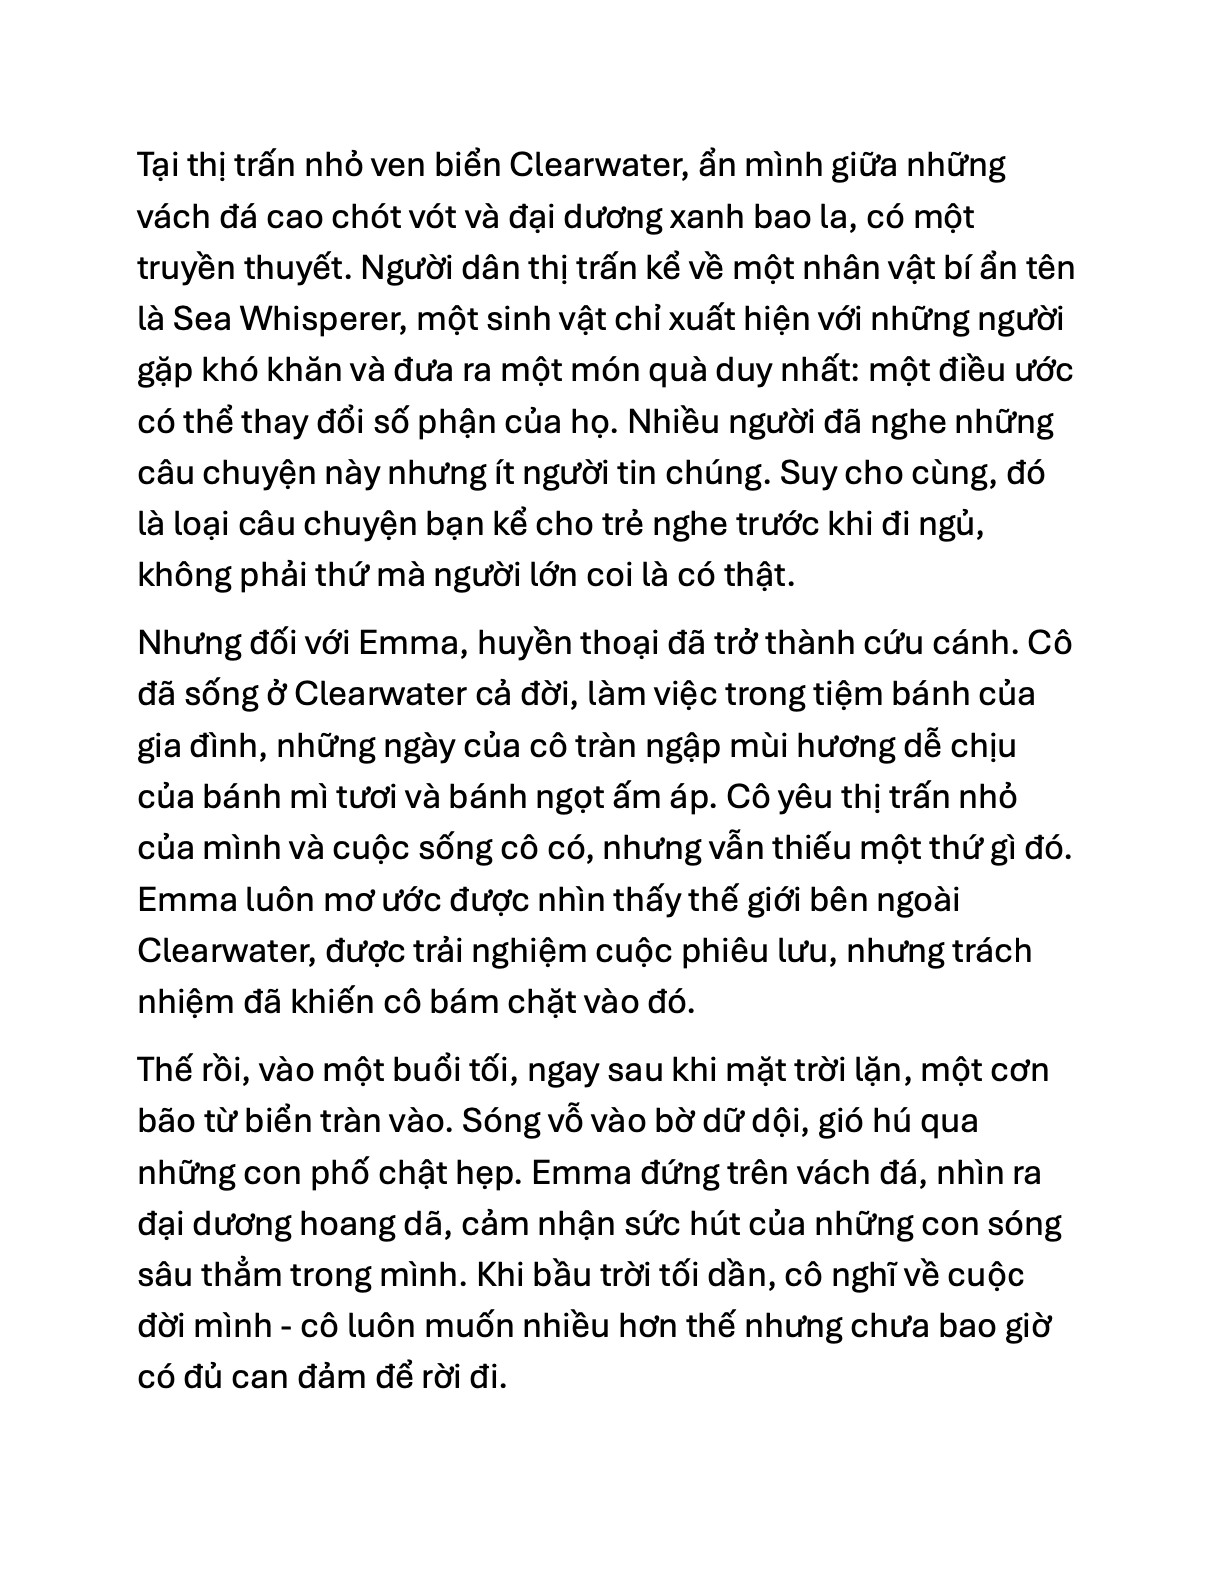 Tại thị trấn nhỏ ven biển Clearwater, ẩn mình giữa những
vách đá cao chót vót và đại dương xanh bao la, có một
truyền thuyết. Người dân thị trấn kể về một nhân vật bí ẩn tên
là Sea Whisperer, một sinh vật chỉ xuất hiện với những người
gặp khó khăn và đưa ra một món quà duy nhất: một điều ước
có thể thay đổi số phận của họ. Nhiều người đã nghe những
câu chuyện này nhưng ít người tin chúng. Suy cho cùng, đó
là loại câu chuyện bạn kể cho trẻ nghe trước khi đi ngủ,
không phải thứ mà người lớn coi là có thật.
Nhưng đối với Emma, huyền thoại đã trở thành cứu cánh. Cô
đã sống ở Clearwater cả đời, làm việc trong tiệm bánh của
gia đình, những ngày của cô tràn ngập mùi hương dễ chịu
của bánh mì tươi và bánh ngọt ấm áp. Cô yêu thị trấn nhỏ
của mình và cuộc sống cô có, nhưng vẫn thiếu một thứ gì đó.
Emma luôn mơ ước được nhìn thấy thế giới bên ngoài
Clearwater, được trải nghiệm cuộc phiêu lưu, nhưng trách
nhiệm đã khiến cô bám chặt vào đó.
Thế rồi, vào một buổi tối, ngay sau khi mặt trời lặn, một cơn
bão từ biển tràn vào. Sóng vỗ vào bờ dữ dội, gió hú qua
những con phố chật hẹp. Emma đứng trên vách đá, nhìn ra
đại dương hoang dã, cảm nhận sức hút của những con sóng
sâu thẳm trong mình. Khi bầu trời tối dần, cô nghĩ về cuộc
đời mình - cô luôn muốn nhiều hơn thế nhưng chưa bao giờ
có đủ can đảm để rời đi.